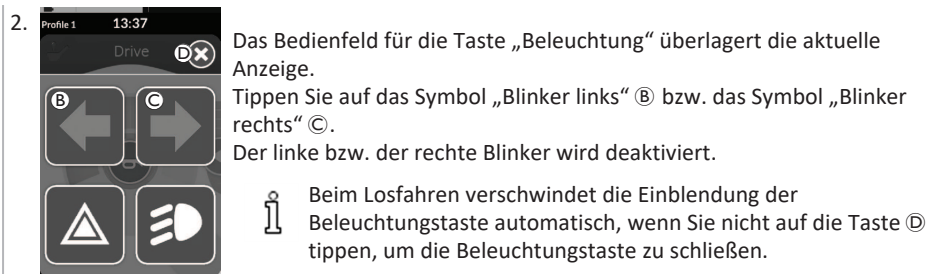 2.
Profile 1 13:37
Drive Ⓓ
Ⓑ Ⓒ
Das Bedienfeld für die Taste „Beleuchtung“ überlagert die aktuelle
Anzeige.
Tippen Sie auf das Symbol „Blinker links“ Ⓑ bzw. das Symbol „Blinker
rechts“ Ⓒ.
Der linke bzw. der rechte Blinker wird deaktiviert.
Beim Losfahren verschwindet die Einblendung der
Beleuchtungstaste automatisch, wenn Sie nicht auf die Taste Ⓓ
tippen, um die Beleuchtungstaste zu schließen.